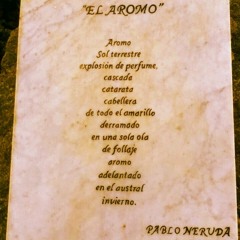 "EL AROMO"
Aromo
Sol terrestre
explosión de perfume,
cascada
catarata
cabellera
de todo el amarillo
derramado
en una sola ola
de follaje
aromo
adelantado
en el austral
invierno.
PABLO NERUDA